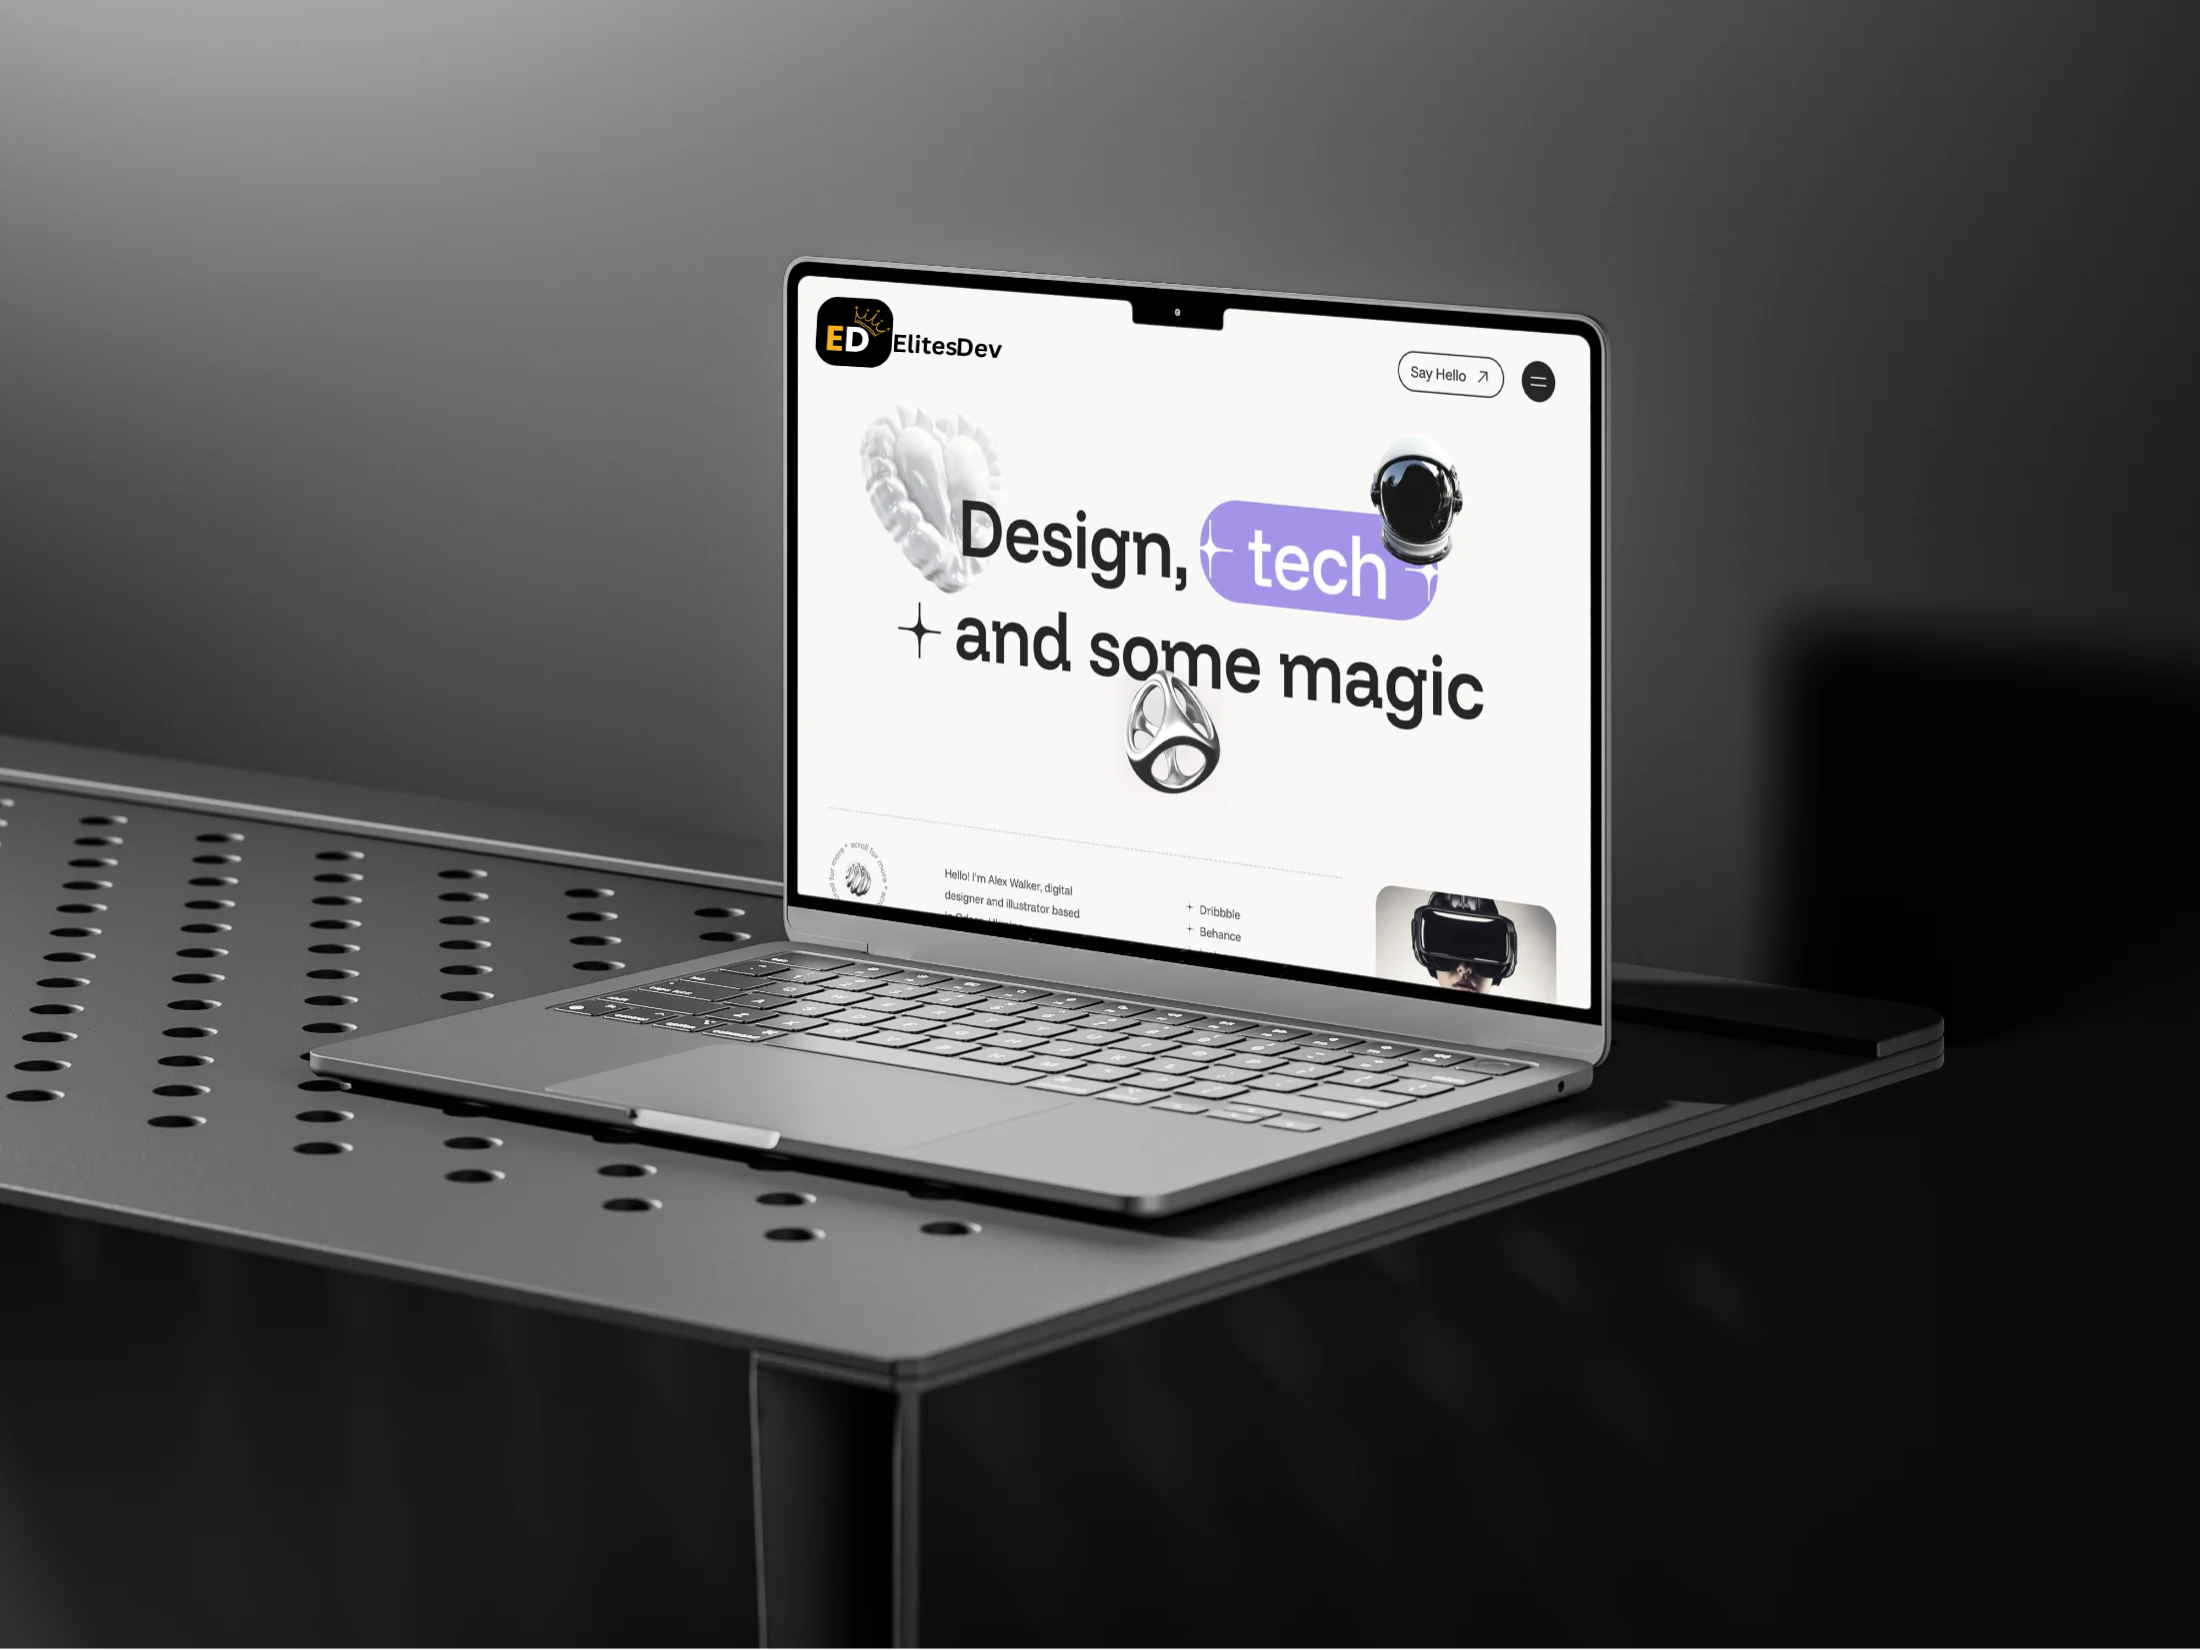 ED
ElitesDev
Say Hello
Design, tech
and some magic
scroll for more * scroll for more
Hello! I'm Alex Walker, digital
designer and illustrator based
Dribbble
Behance